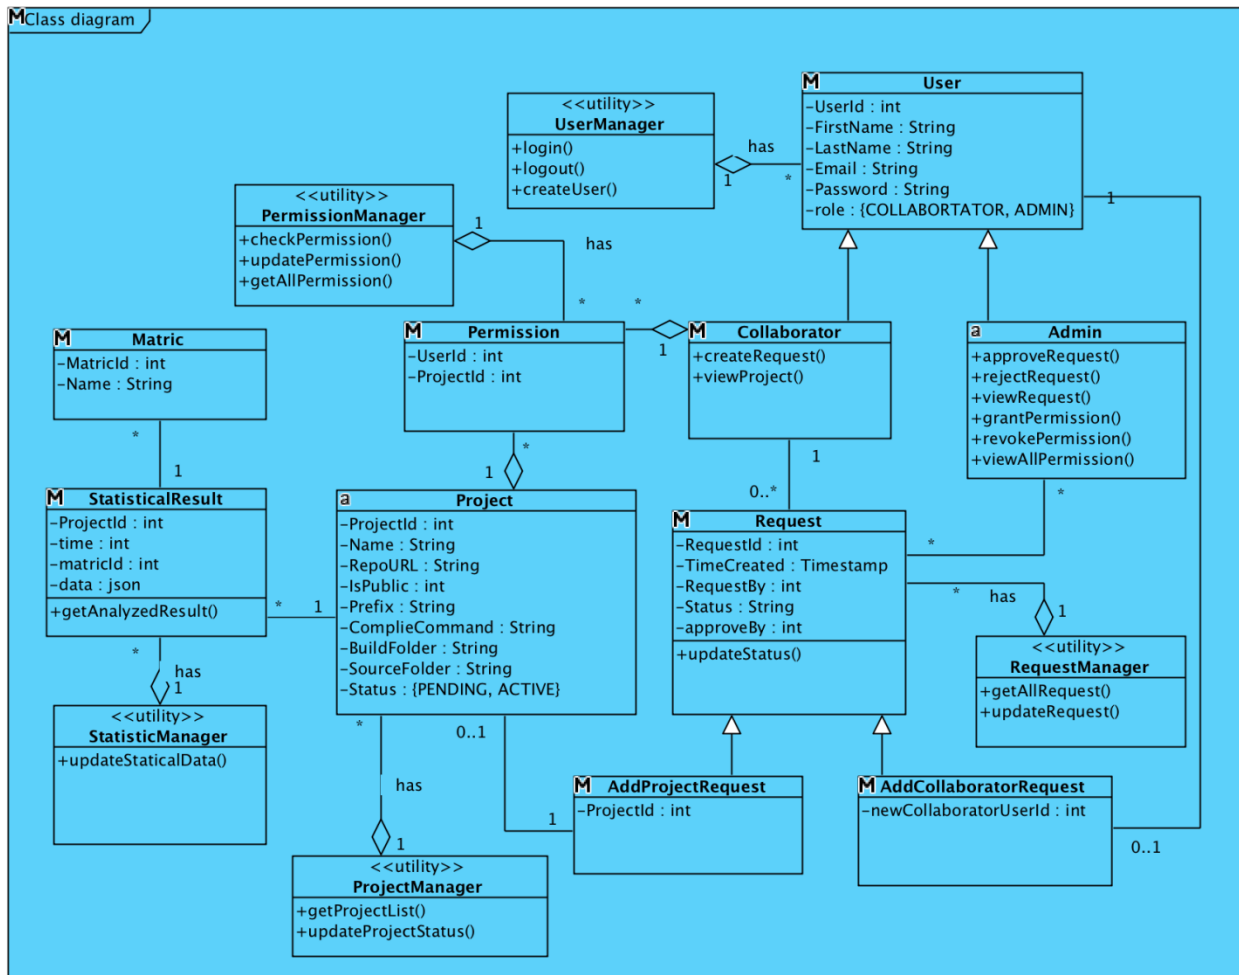 Class diagram
M
User
-UserId : int
-FirstName : String
-LastName : String
-Email : String
-Password : String
-role : {COLLABORTATOR, ADMIN}
<<utility>>
UserManager
+login()
+logout()
+createUser()
has
1
*
1
<<utility>>
PermissionManager
+checkPermission()
+updatePermission()
+getAllPermission()
1
has
*
*
1
M
Matric
-MatricId : int
-Name : String
M
Permission
-UserId : int
-ProjectId : int
M
Collaborator
+createRequest()
+viewProject()
a
Admin
+approveRequest()
+rejectRequest()
+viewRequest()
+grantPermission()
+revokePermission()
+viewAllPermission()
*
1
*
1
1
0..*
*
*
M
StatisticalResult
-ProjectId : int
-time : int
-matricId : int
-data : json
+getAnalyzedResult()
*
1
a
Project
-ProjectId : int
-Name : String
-RepoURL : String
-IsPublic : int
-Prefix : String
-ComplieCommand : String
-BuildFolder : String
-SourceFolder : String
-Status : {PENDING, ACTIVE}
M
Request
-RequestId : int
-TimeCreated : Timestamp
-RequestBy : int
-Status : String
-approveBy : int
+updateStatus()
*
has
1
<<utility>>
RequestManager
+getAllRequest()
+updateRequest()
*
has
1
<<utility>>
StatisticManager
+updateStaticalData()
*
has
1
0..1
1
M
AddProjectRequest
-ProjectId : int
M
AddCollaboratorRequest
-newCollaboratorUserId : int
0..1
<<utility>>
ProjectManager
+getProjectList()
+updateProjectStatus()